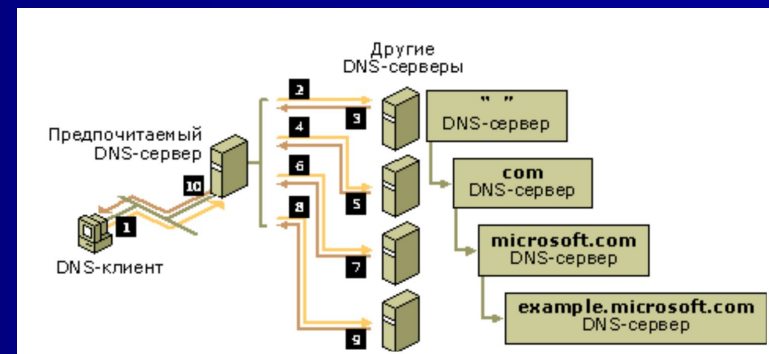 Другие
DNS-серверы
Предпочитаемый
DNS-сервер
DNS-клиент
1
10
2
3
4
5
6
7
8
9
" "
DNS-сервер
com
DNS-сервер
microsoft.com
DNS-сервер
example.microsoft.com
DNS-сервер